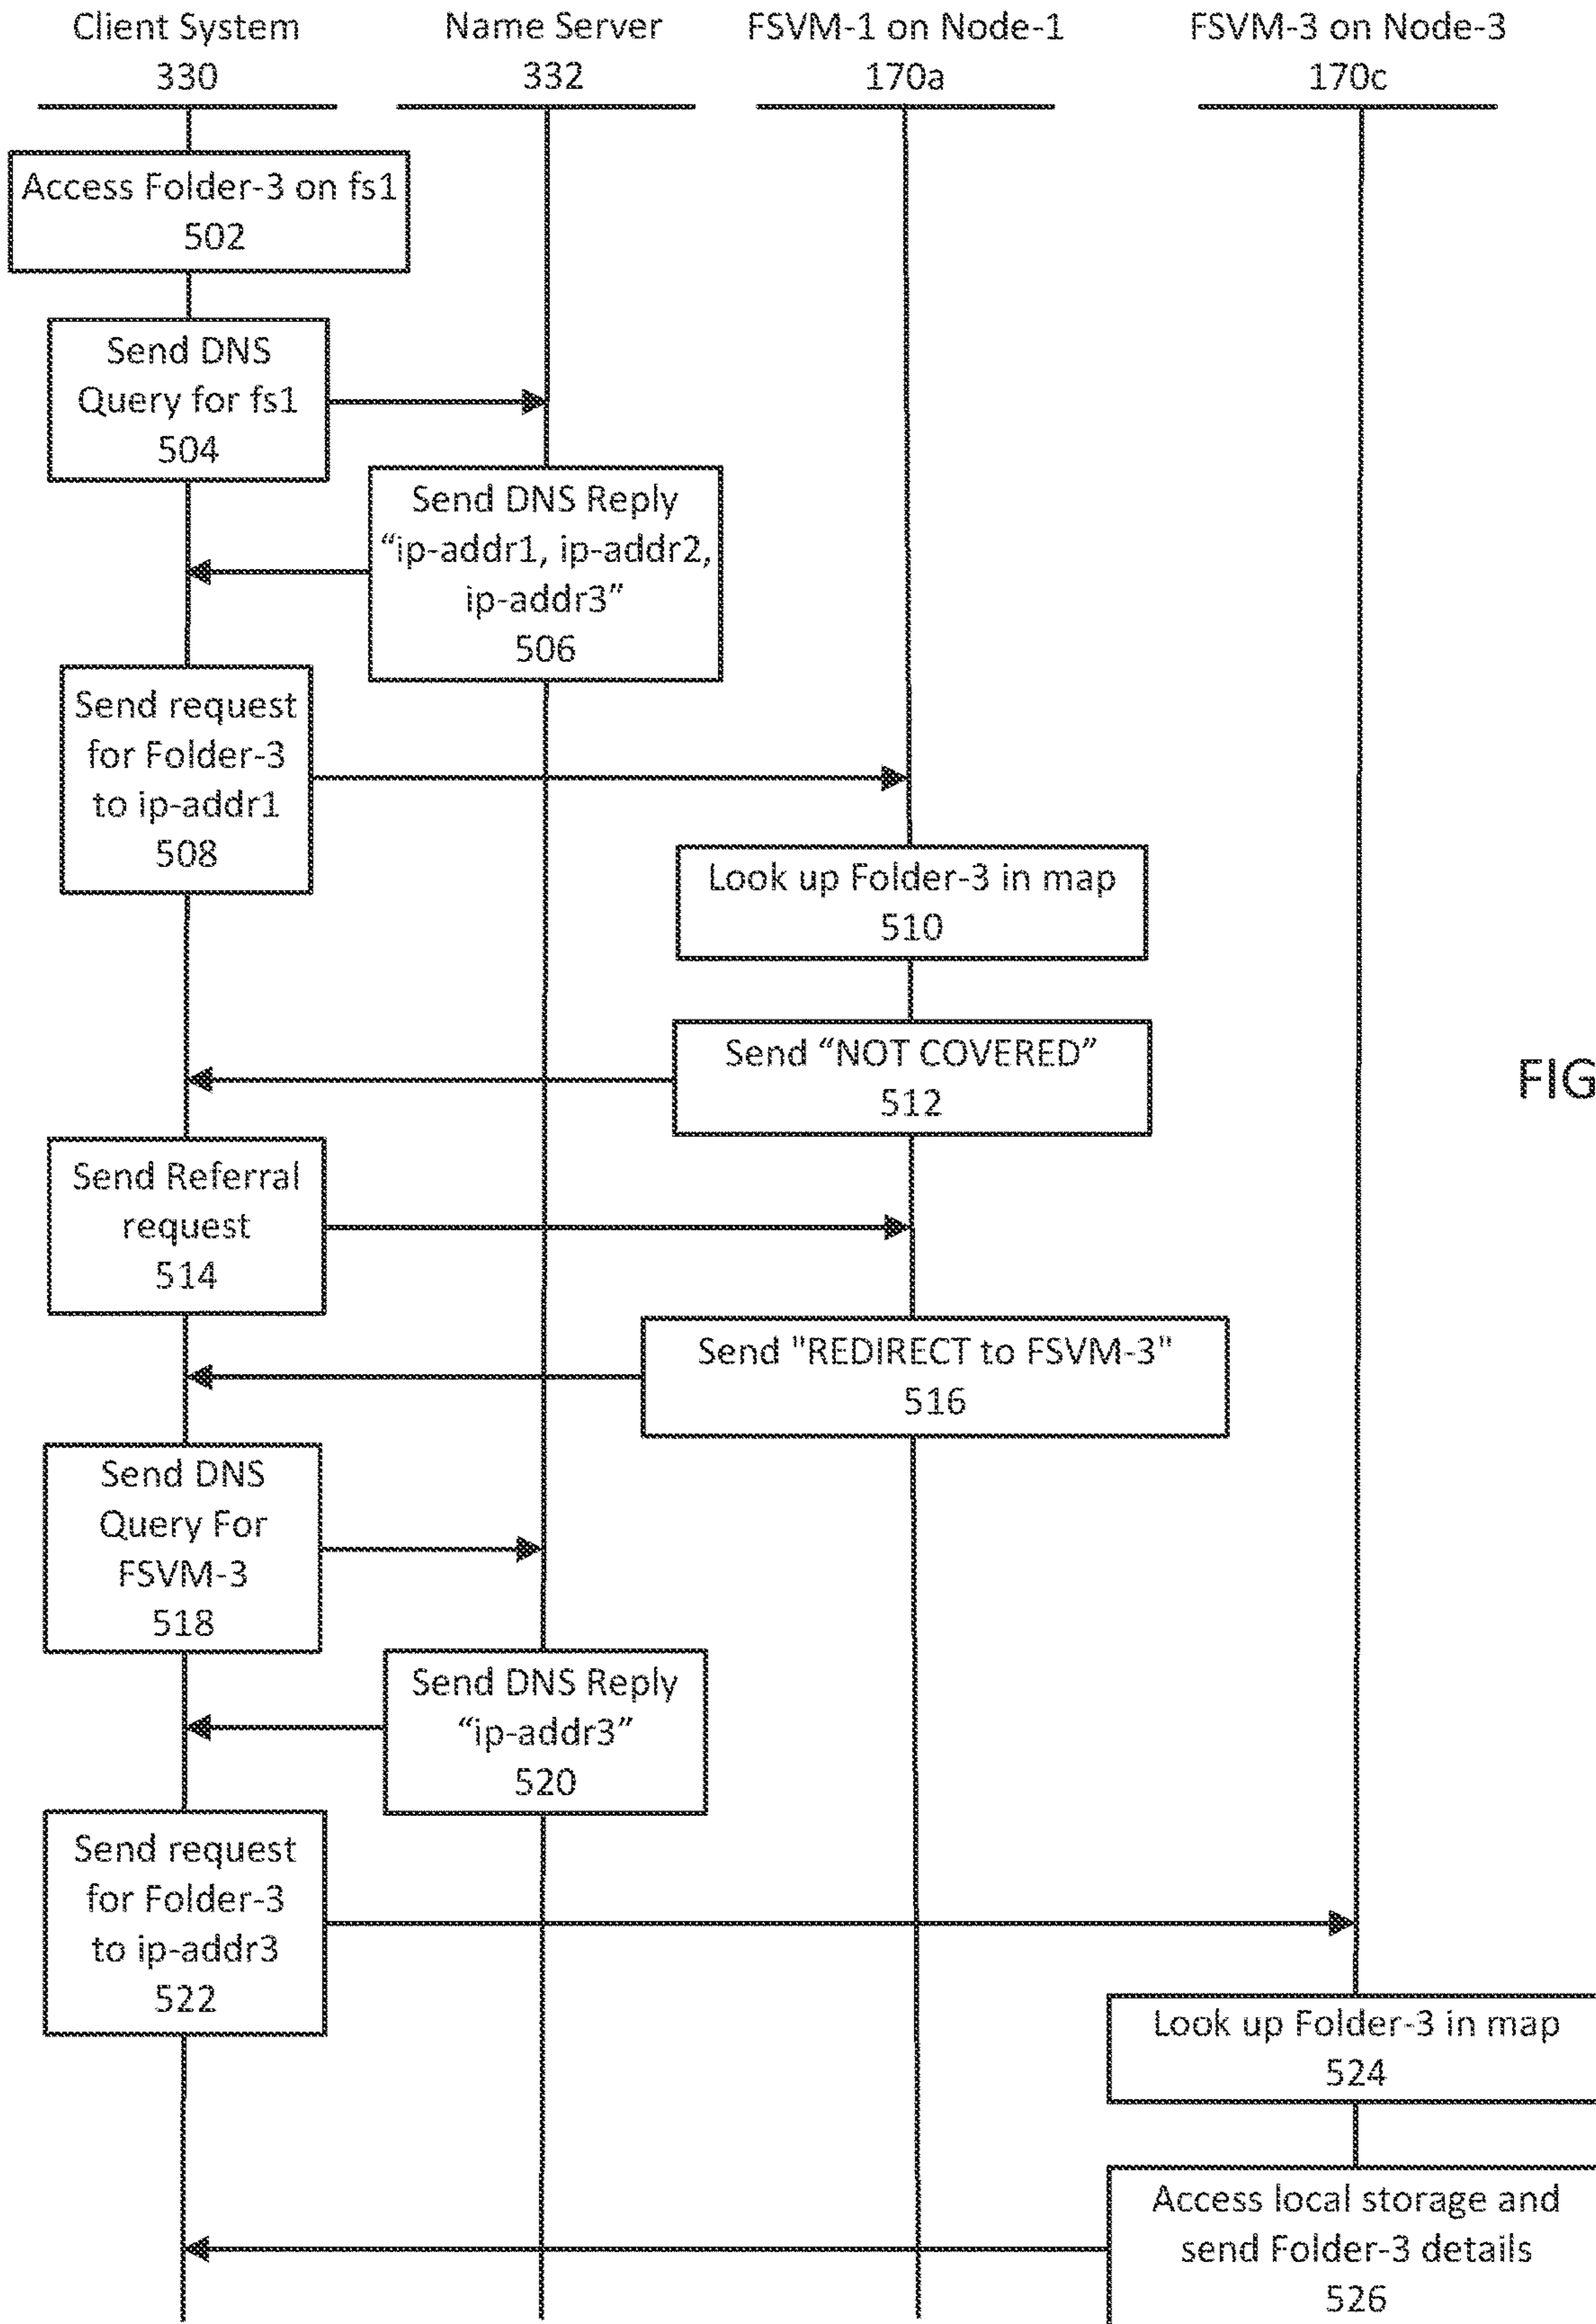 Client System
330
Name Server
332
FSVM-1 on Node-1
170a
FSVM-3 on Node-3
170c
Access Folder-3 on fs1
502
Send DNS
Query for fs1
504
Send DNS Reply
“ip-addr1, ip-addr2,
ip-addr3”
506
Send request
for Folder-3
to ip-addr1
508
Look up Folder-3 in map
510
Send “NOT COVERED”
512
FIG
Send Referral
request
514
Send "REDIRECT to FSVM-3"
516
Send DNS
Query For
FSVM-3
518
Send DNS Reply
“ip-addr3”
520
Send request
for Folder-3
to ip-addr3
522
Look up Folder-3 in map
524
Access local storage and
send Folder-3 details
526